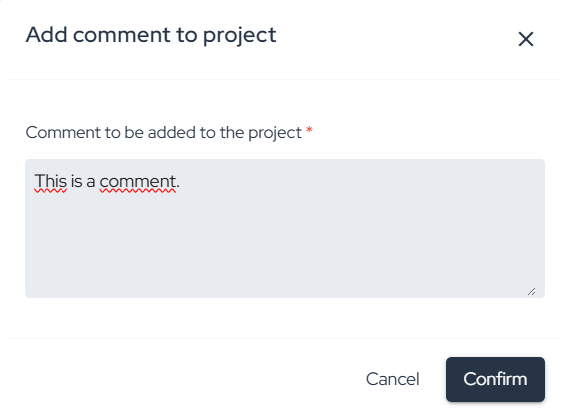 Add comment to project
Comment to be added to the project *
This is a comment.
Cancel
Confirm